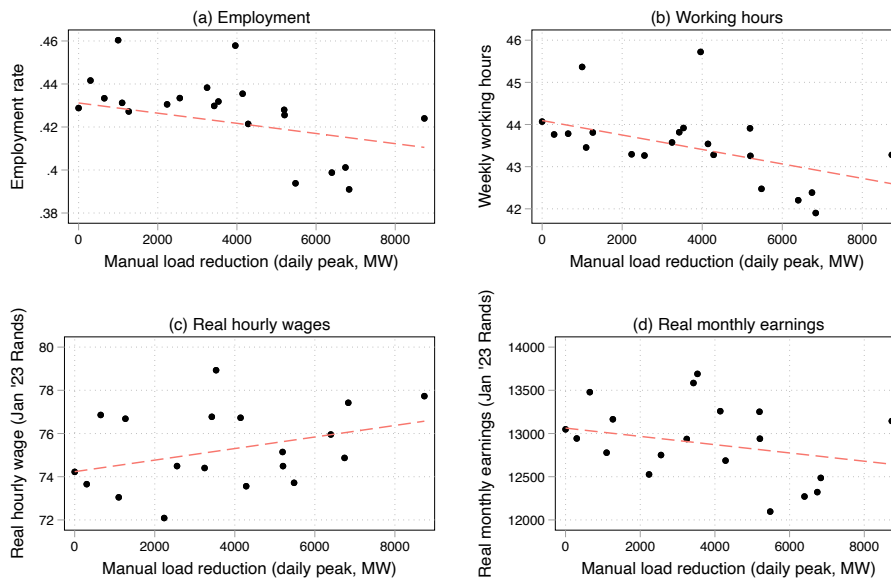 (a) Employment
Employment rate
.46
.44
.42
.4
.38
0 2000 4000 6000 8000
Manual load reduction (daily peak, MW)
(b) Working hours
Weekly working hours
46
45
44
43
42
0 2000 4000 6000 8000
Manual load reduction (daily peak, MW)
(c) Real hourly wages
Real hourly wage (Jan '23 Rands)
80
78
76
74
72
0 2000 4000 6000 8000
Manual load reduction (daily peak, MW)
(d) Real monthly earnings
Real monthly earnings (Jan '23 Rands)
14000
13500
13000
12500
12000
0 2000 4000 6000 8000
Manual load reduction (daily peak, MW)